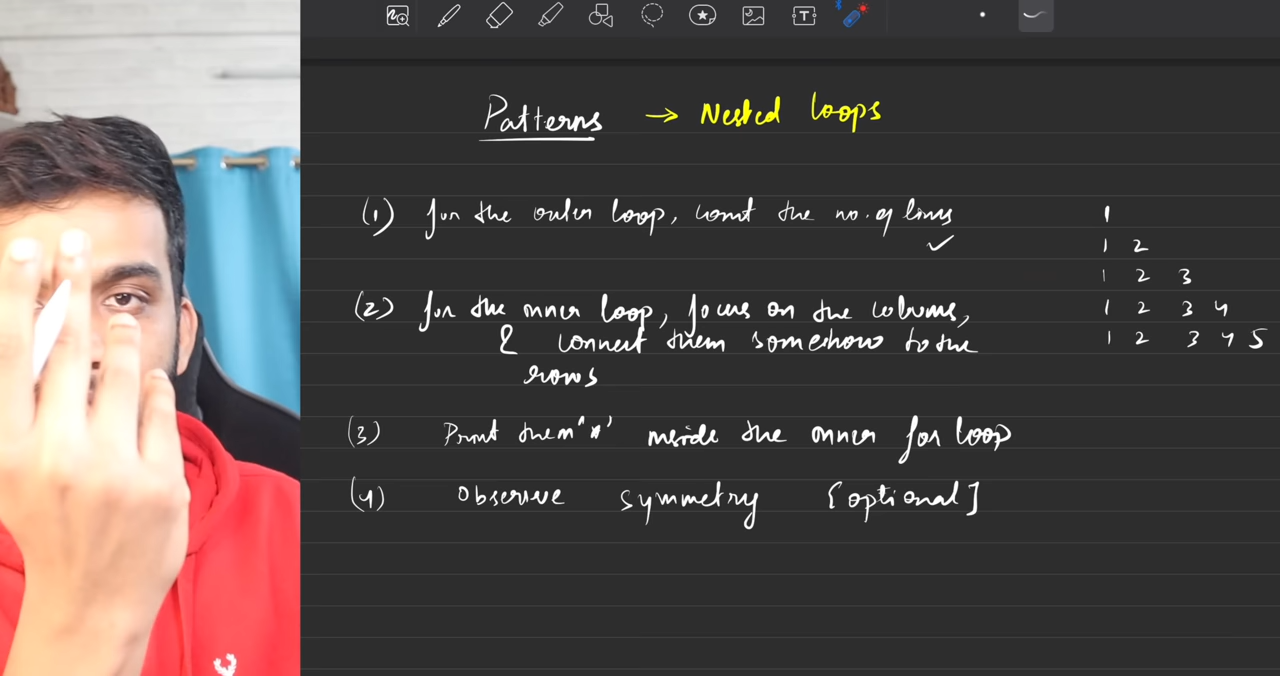 Patterns → Nested loops
(1) for the outer loop, count the no. of lines
(2) for the inner loop, focus on the columns,
& connect them somehow to the
rows
(3) Print them '*' inside the inner for loop
(4) Observe symmetry [optional]
1
1 2
1 2 3
1 2 3 4
1 2 3 4 5